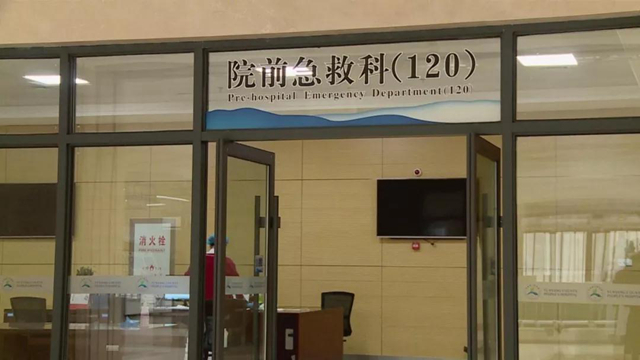 院前急救科(120)
Pre-hospital Emergency Department(120)
消火栓